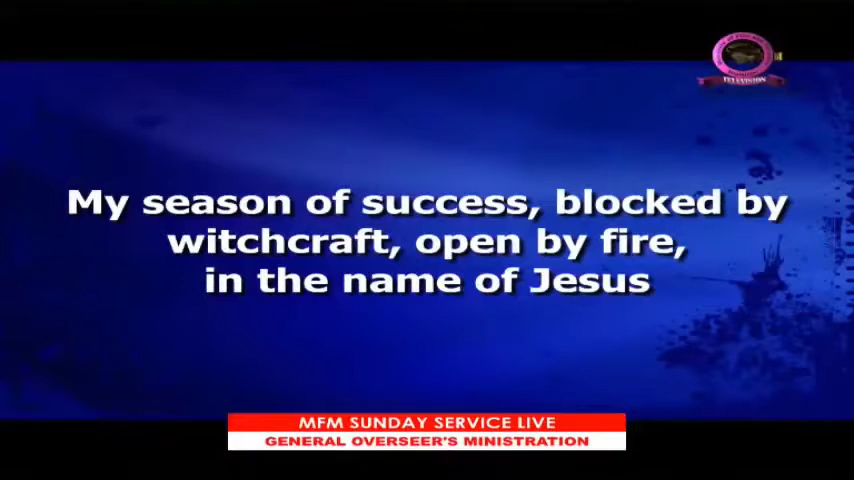 TELEVISION
My season of success, blocked by
witchcraft, open by fire,
in the name of Jesus
MFM SUNDAY SERVICE LIVE
GENERAL OVERSEER'S MINISTRATION